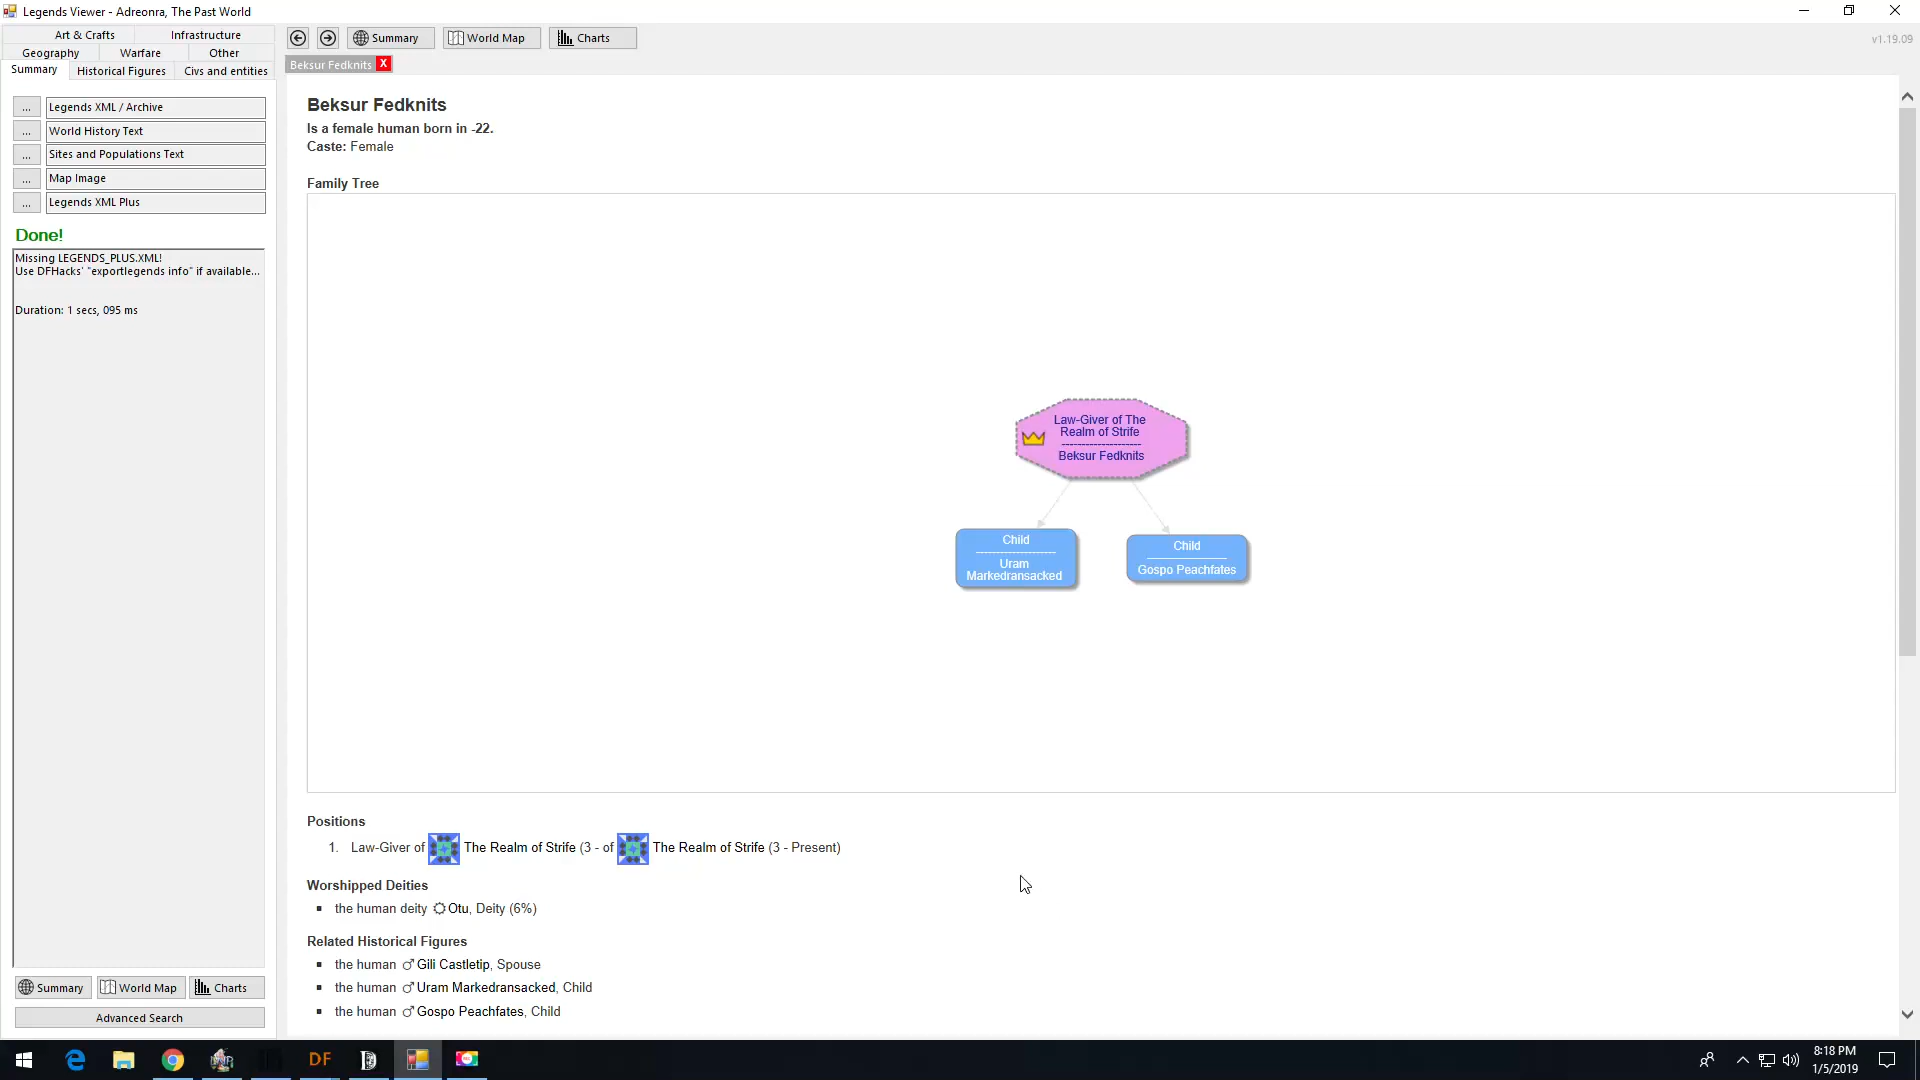 Legends Viewer - Adreonra, The Past World
Art & Crafts
Infrastructure
Geography
Warfare
Other
Summary
Historical Figures
Civs and entities
Summary
World Map
Charts
v1.19.09
Beksur Fedknits
X
... Legends XML / Archive
... World History Text
... Sites and Populations Text
... Map Image
... Legends XML Plus
Done!
Missing LEGENDS_PLUS.XML!
Use DFHacks' "exportlegends info" if available...
Duration: 1 secs, 095 ms
Beksur Fedknits
Is a female human born in -22.
Caste: Female
Family Tree
Law-Giver of The
Realm of Strife
--------------------
Beksur Fedknits
Child
--------------------
Uram
Markedransacked
Child
--------------------
Gospo Peachfates
Positions
1. Law-Giver of The Realm of Strife (3 - of The Realm of Strife (3 - Present)
Worshipped Deities
the human deity Otu, Deity (6%)
Related Historical Figures
the human ♂ Gili Castletip, Spouse
the human ♂ Uram Markedransacked, Child
the human ♂ Gospo Peachfates, Child
Summary
World Map
Charts
Advanced Search
DF
8:18 PM
1/5/2019